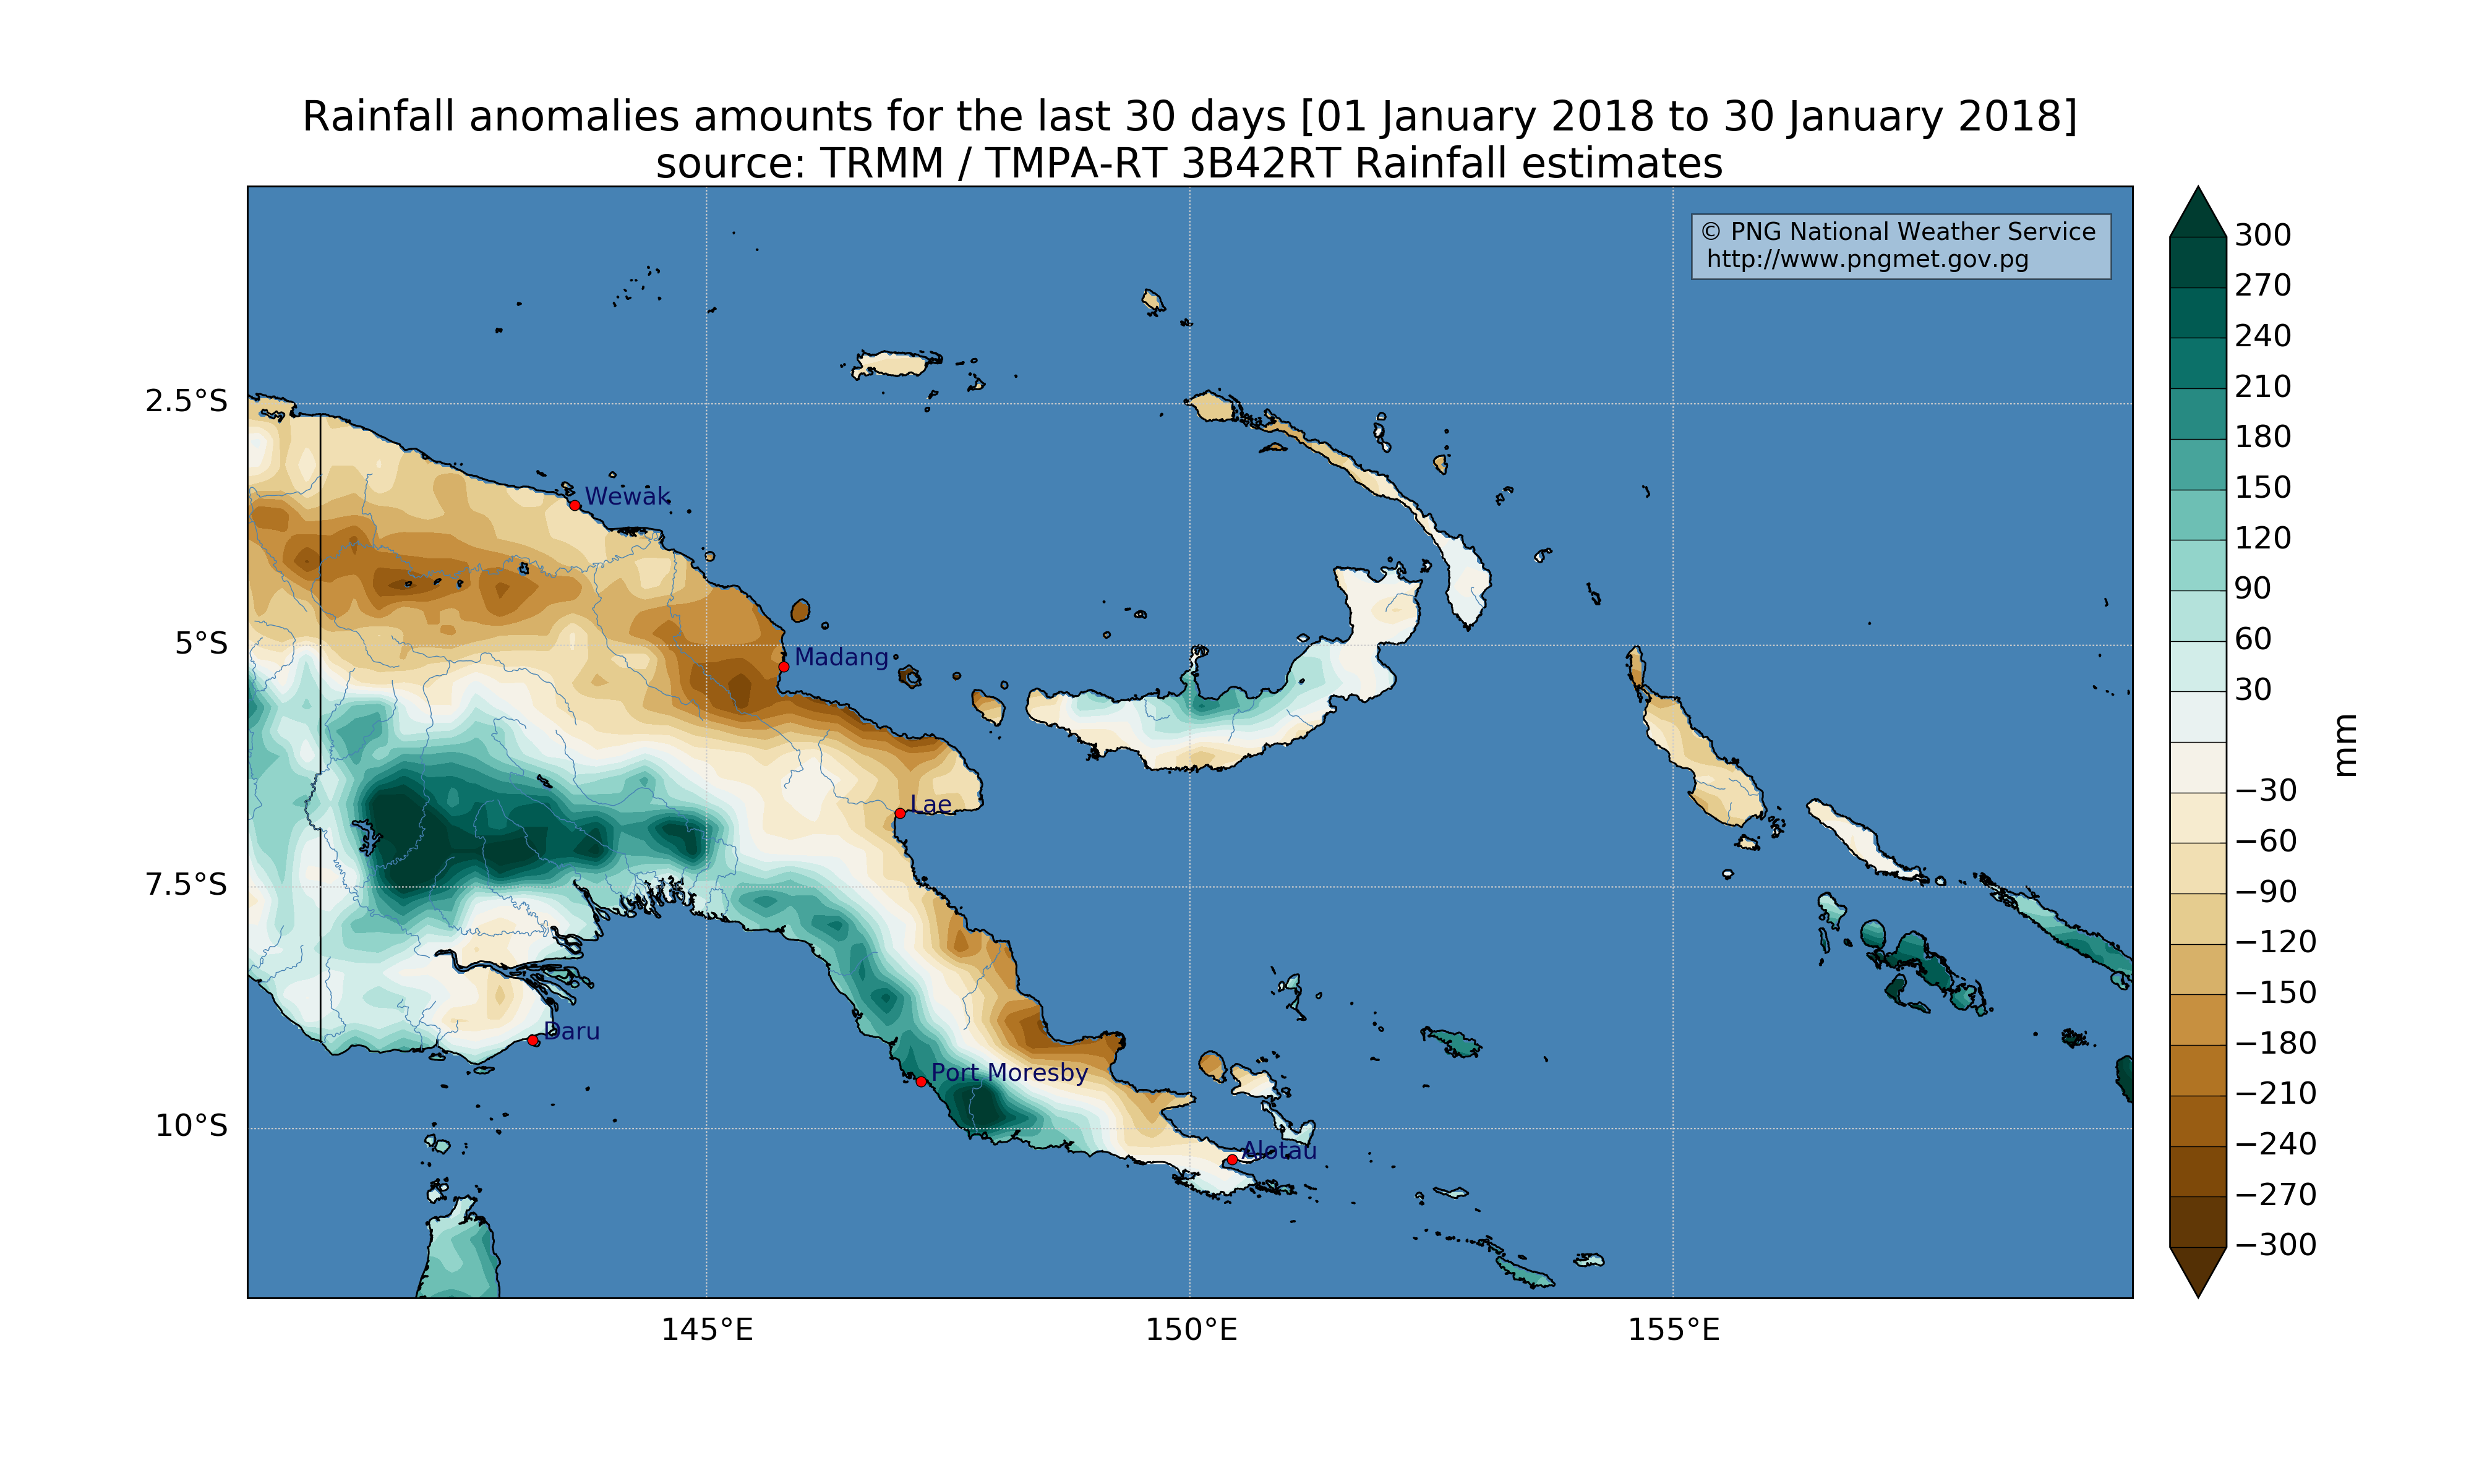 Rainfall anomalies amounts for the last 30 days [01 January 2018 to 30 January 2018]
source: TRMM / TMPA-RT 3B42RT Rainfall estimates
© PNG National Weather Service
http://www.pngmet.gov.pg
2.5°S
5°S
7.5°S
10°S
145°E
150°E
155°E
Wewak
Madang
Lae
Daru
Port Moresby
Alotau
300
270
240
210
180
150
120
90
60
30
−30
−60
−90
−120
−150
−180
−210
−240
−270
−300
mm